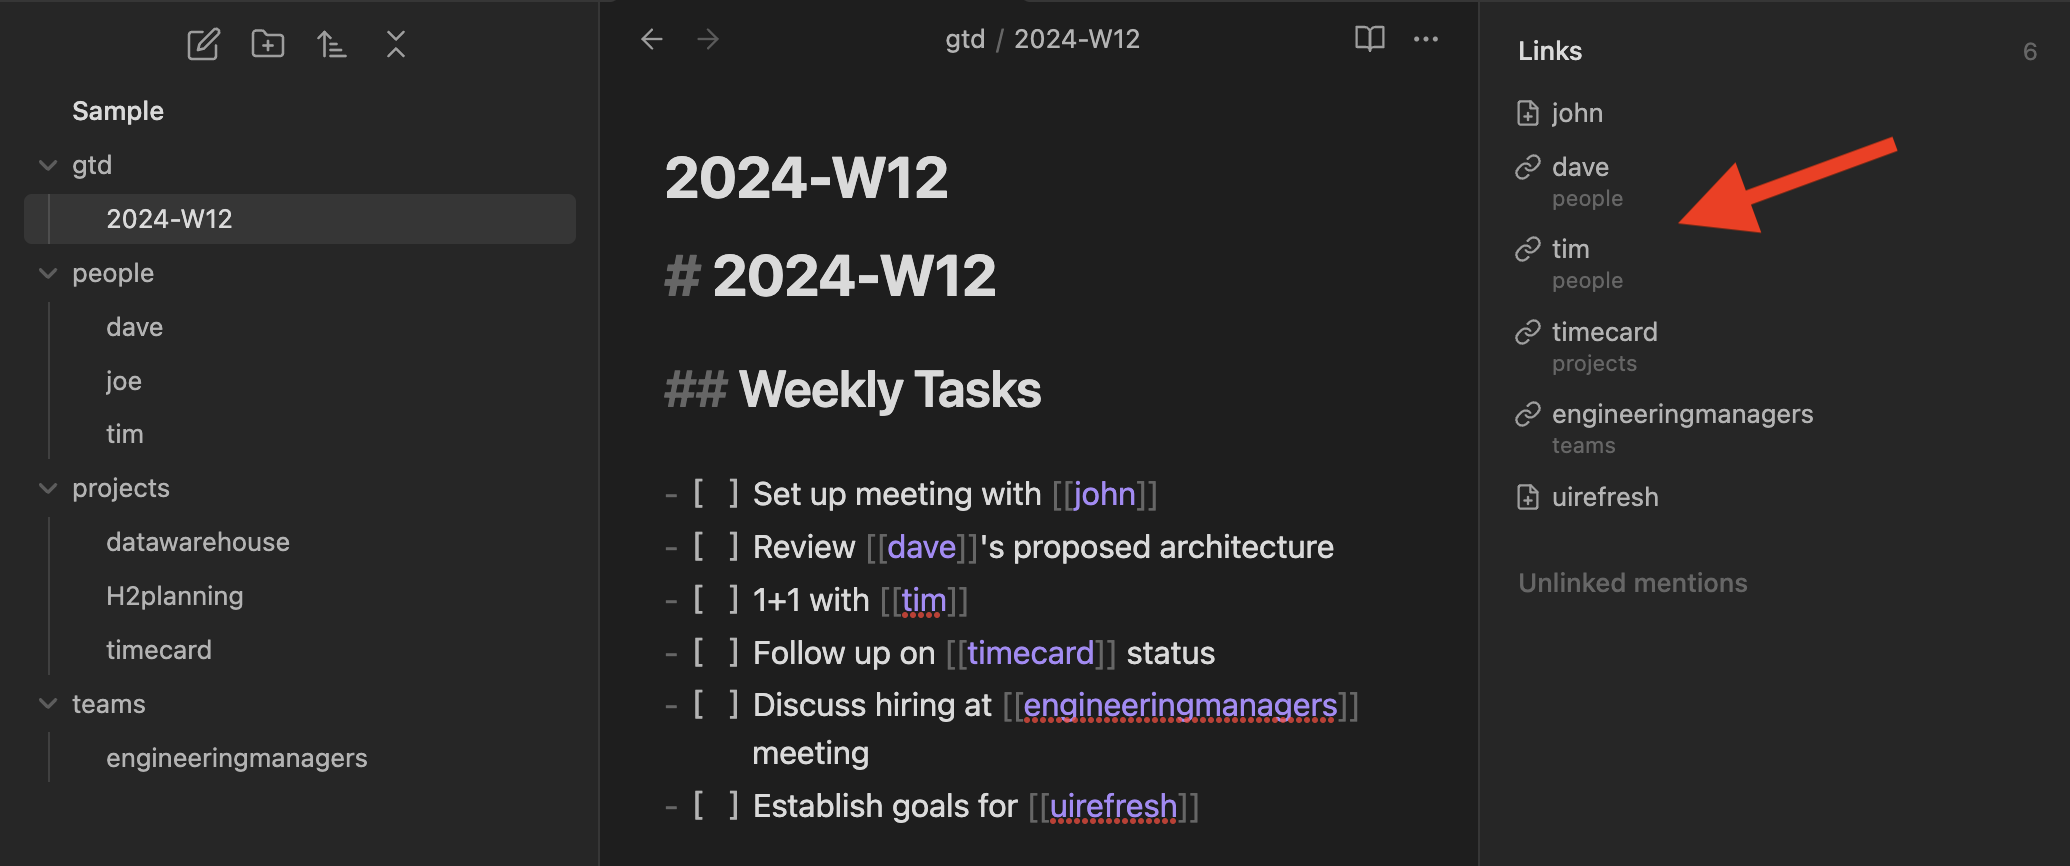 Sample
gtd
2024-W12
people
dave
joe
tim
projects
datawarehouse
H2planning
timecard
teams
engineeringmanagers
gtd / 2024-W12
2024-W12
# 2024-W12
## Weekly Tasks
- [ ] Set up meeting with [[john]]
- [ ] Review [[dave]]'s proposed architecture
- [ ] 1+1 with [[tim]]
- [ ] Follow up on [[timecard]] status
- [ ] Discuss hiring at [[engineeringmanagers]]
meeting
- [ ] Establish goals for [[uirefresh]]
Links 6
john
dave
people
tim
people
timecard
projects
engineeringmanagers
teams
uirefresh
Unlinked mentions